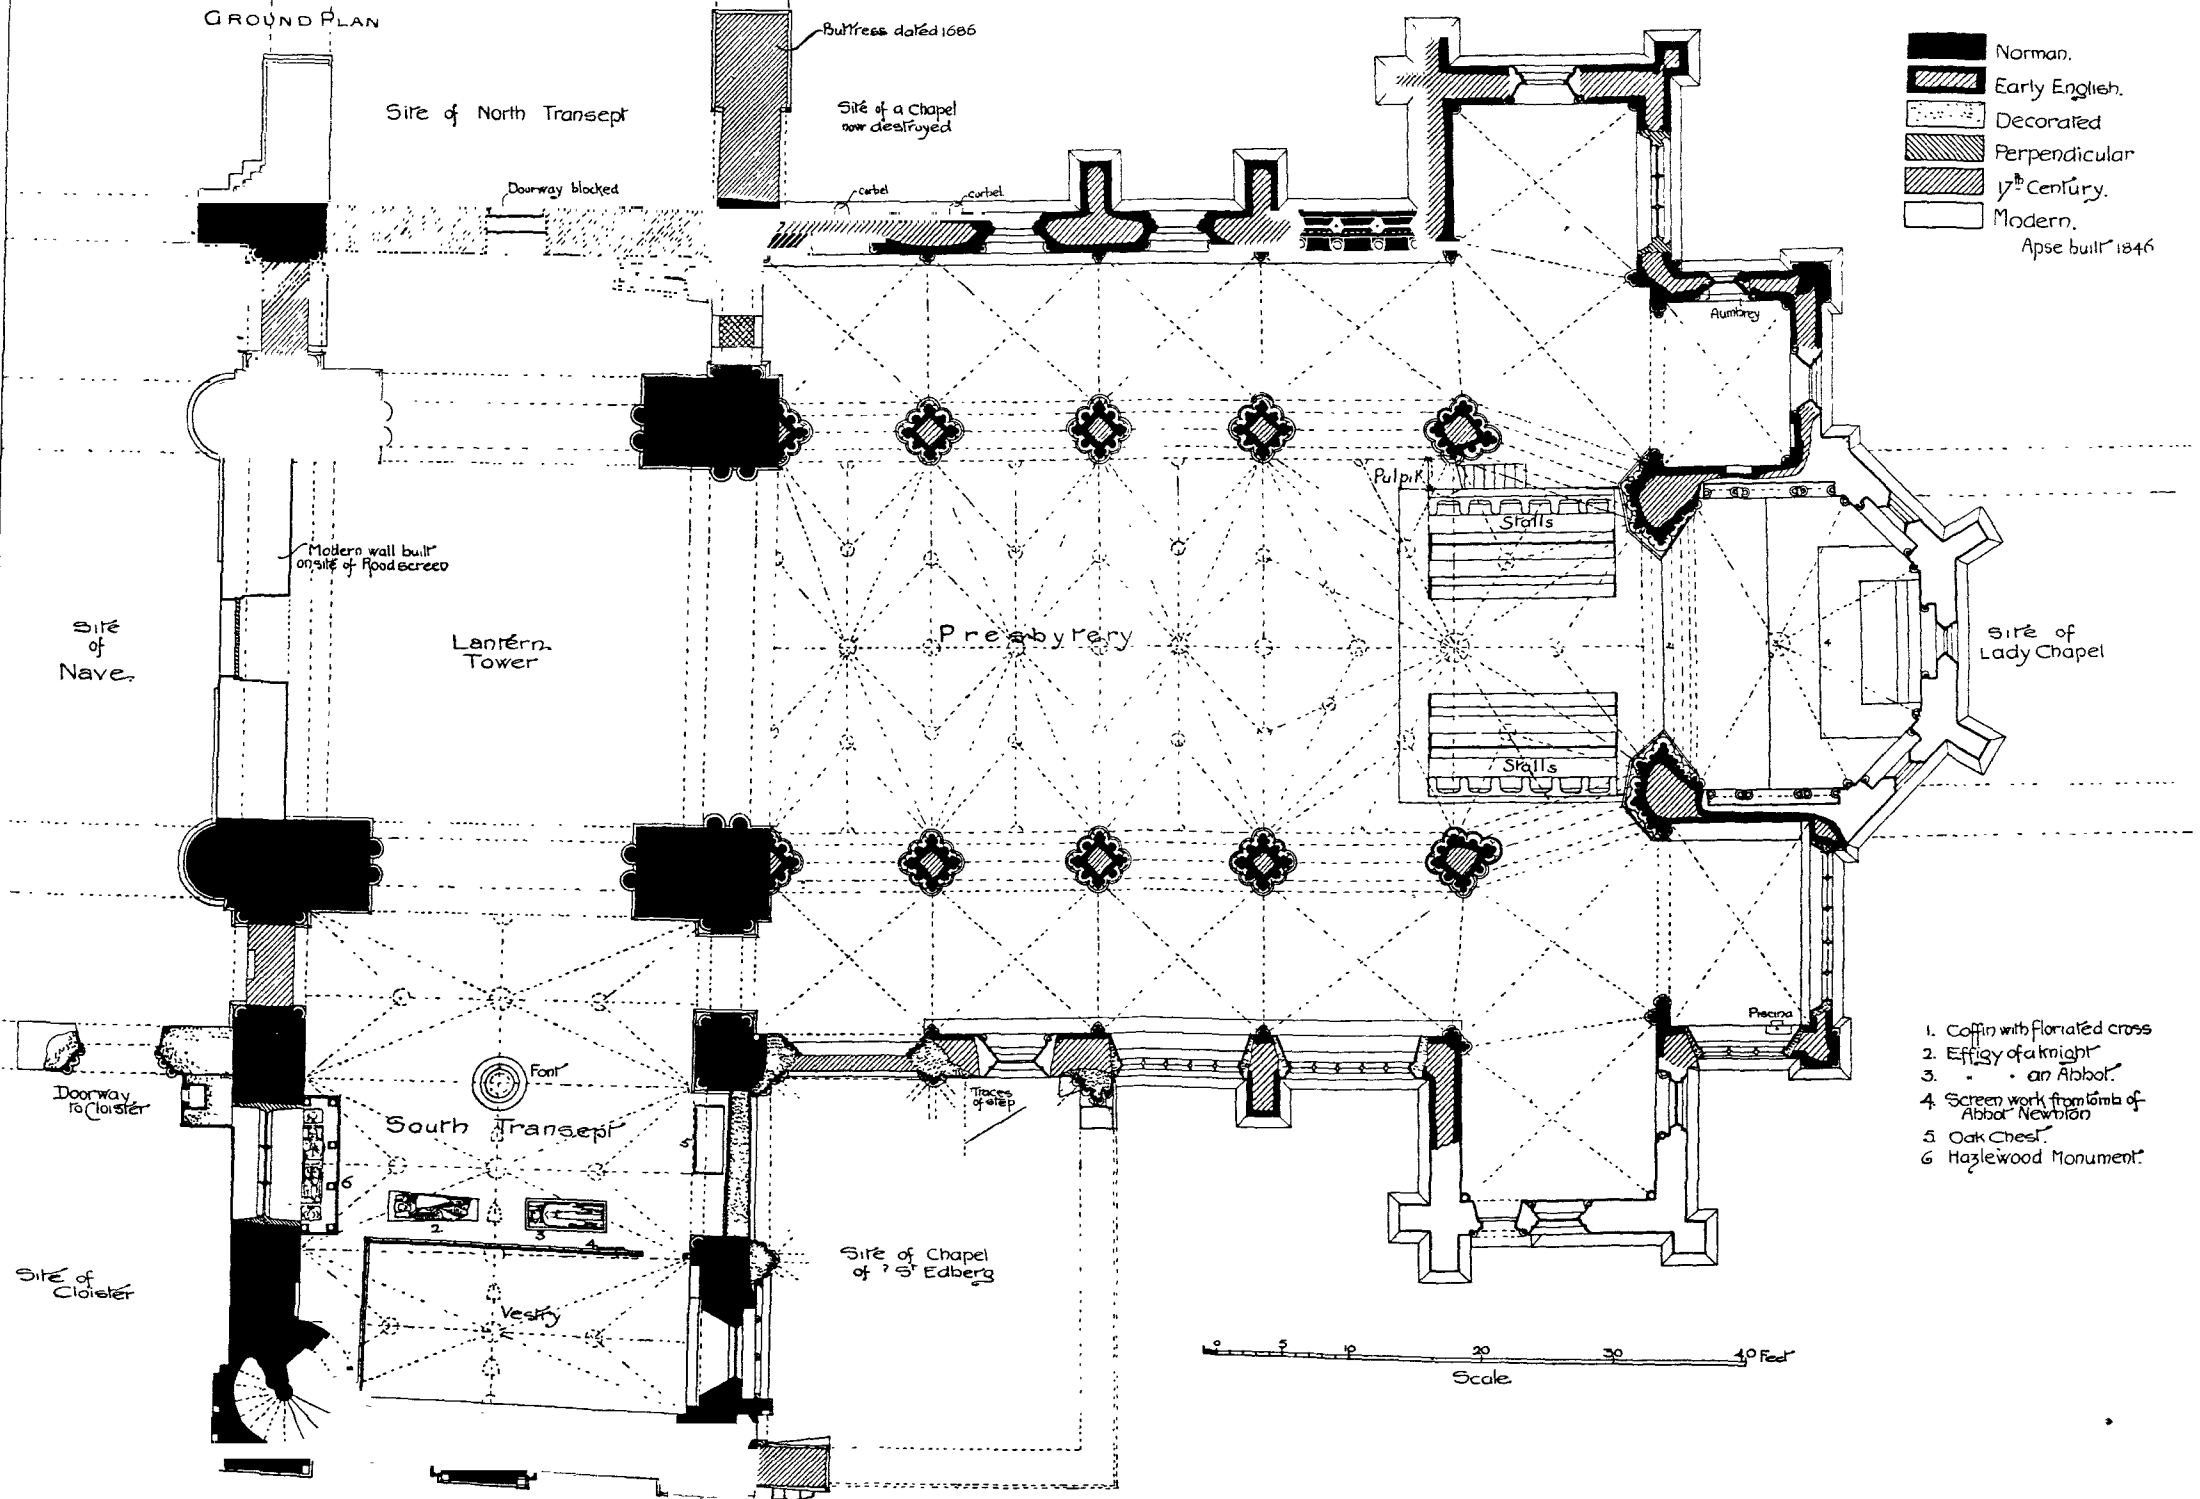 GROUND PLAN
Buttress dated 1686
Site of North Transept
Site of a Chapel
now destroyed
Doorway blocked
corbel
corbel
Norman.
Early English.
Decorated
Perpendicular
17th Century.
Modern.
Apse built 1846
Aumbrey
Pulpit
Stalls
Modern wall built
on site of Rood screen
Site
of
Nave.
Lantern
Tower
Presbytery
4
Site of
Lady Chapel
Stalls
Piscina
Doorway
to Cloister
Font
South Transept
5
6
2
3
4
Traces
of step
1. Coffin with floriated cross
2. Effigy of a knight
3. " " an Abbot.
4. Screen work from tomb of
Abbot Newton
5. Oak Chest.
6 Hazlewood Monument.
Site of
Cloister
Site of Chapel
of ? St Edberg
Vestry
0 5 10 20 30 40 Feet
Scale